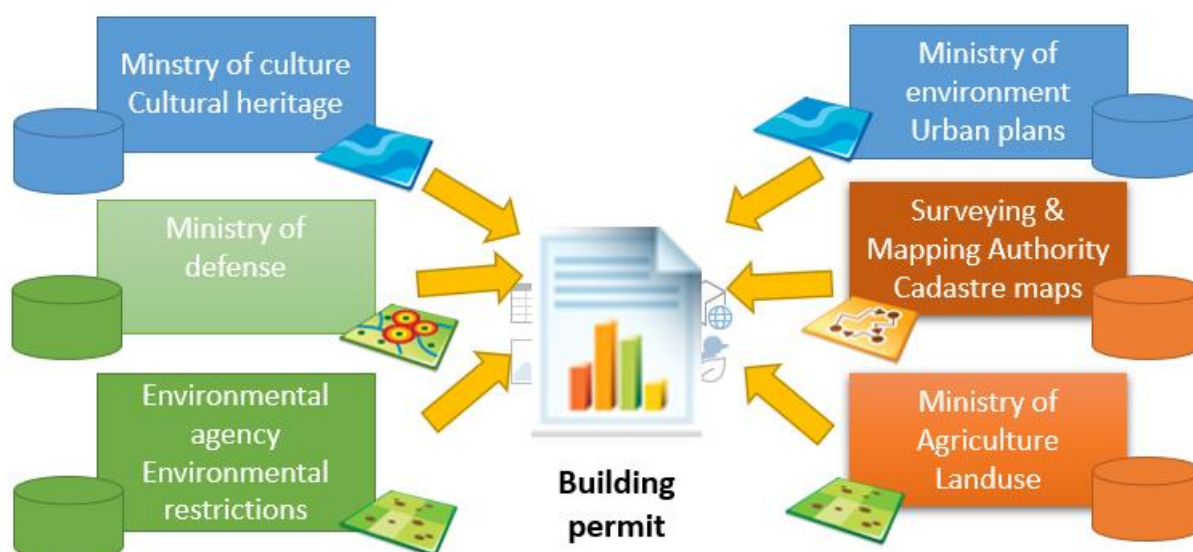 Minstry of culture
Cultural heritage
Ministry of
defense
Environmental
agency
Environmental
restrictions
Building
permit
Ministry of
environment
Urban plans
Surveying &
Mapping Authority
Cadastre maps
Ministry of
Agriculture
Landuse